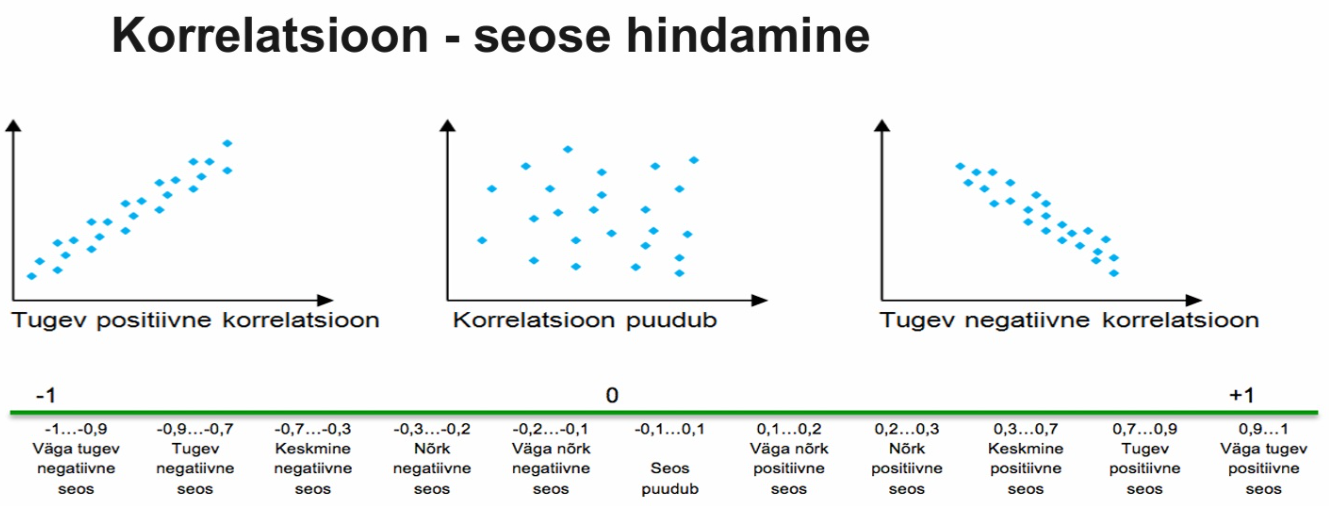 Korrelatsioon - seose hindamine
Tugev positiivne korrelatsioon
Korrelatsioon puudub
Tugev negatiivne korrelatsioon
-1
0
+1
-1…-0,9
Väga tugev
negatiivne
seos
-0,9…-0,7
Tugev
negatiivne
seos
-0,7…-0,3
Keskmine
negatiivne
seos
-0,3…-0,2
Nõrk
negatiivne
seos
-0,2…-0,1
Väga nõrk
negatiivne
seos
-0,1…0,1
Seos
puudub
0,1…0,2
Väga nõrk
positiivne
seos
0,2…0,3
Nõrk
positiivne
seos
0,3…0,7
Keskmine
positiivne
seos
0,7…0,9
Tugev
positiivne
seos
0,9…1
Väga tugev
positiivne
seos